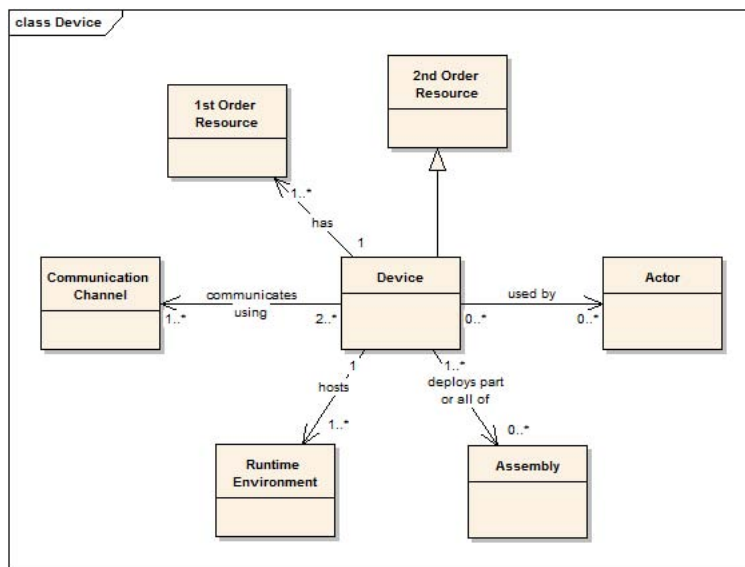 class Device
2nd Order
Resource
1st Order
Resource
1..*
has
1
Communication
Channel
communicates
using
1..*
2..*
Device
used by
0..*
0..*
Actor
1
hosts
1..*
1..*
deploys part
or all of
0..*
Runtime
Environment
Assembly